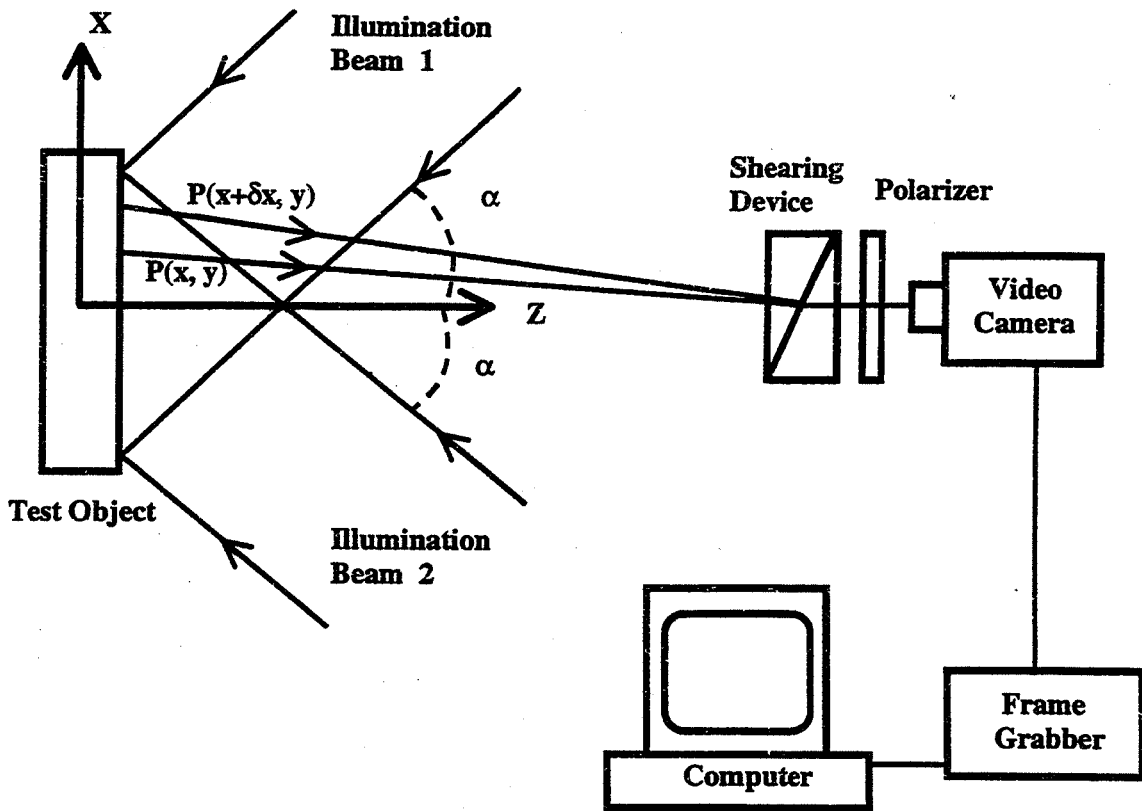 X
Illumination
Beam 1
P(x+δx, y)
α
Shearing
Device
Polarizer
P(x, y)
Z
Video
Camera
α
Test Object
Illumination
Beam 2
Frame
Grabber
Computer